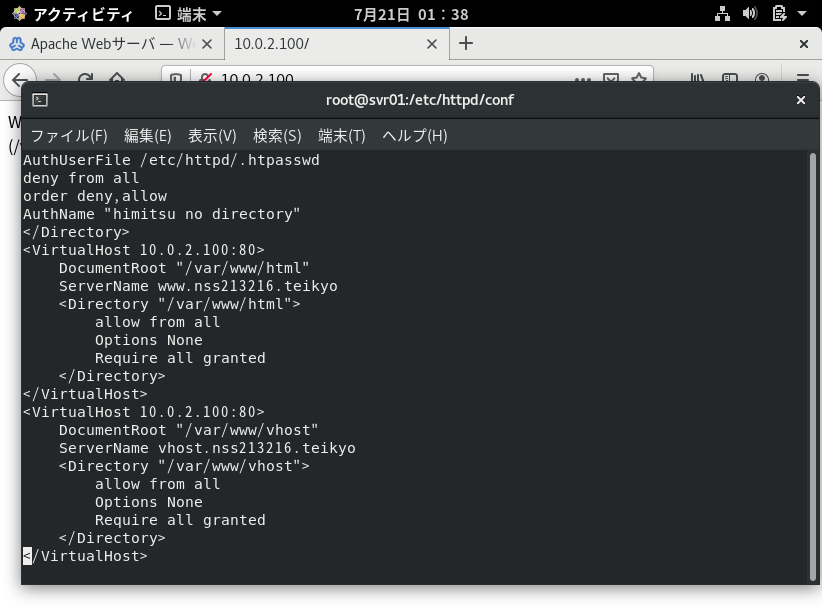 アクティビティ 端末 7月21日 01：38
Apache Webサーバ — W
10.0.2.100/
10.0.2.100
W
(/
root@svr01:/etc/httpd/conf
ファイル(F) 編集(E) 表示(V) 検索(S) 端末(T) ヘルプ(H)
AuthUserFile /etc/httpd/.htpasswd
deny from all
order deny,allow
AuthName "himitsu no directory"
</Directory>
<VirtualHost 10.0.2.100:80>
    DocumentRoot "/var/www/html"
    ServerName www.nss213216.teikyo
    <Directory "/var/www/html">
        allow from all
        Options None
        Require all granted
    </Directory>
</VirtualHost>
<VirtualHost 10.0.2.100:80>
    DocumentRoot "/var/www/vhost"
    ServerName vhost.nss213216.teikyo
    <Directory "/var/www/vhost">
        allow from all
        Options None
        Require all granted
    </Directory>
</VirtualHost>